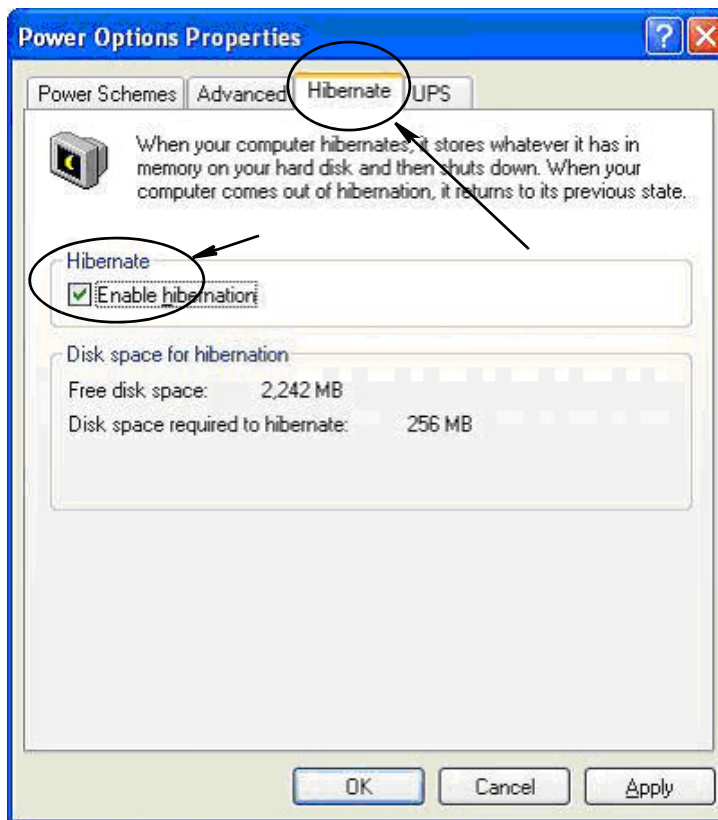 Power Options Properties
Power Schemes Advanced Hibernate UPS
When your computer hibernates, it stores whatever it has in
memory on your hard disk and then shuts down. When your
computer comes out of hibernation, it returns to its previous state.
Hibernate
Enable hibernation
Disk space for hibernation
Free disk space: 2,242 MB
Disk space required to hibernate: 256 MB
OK Cancel Apply